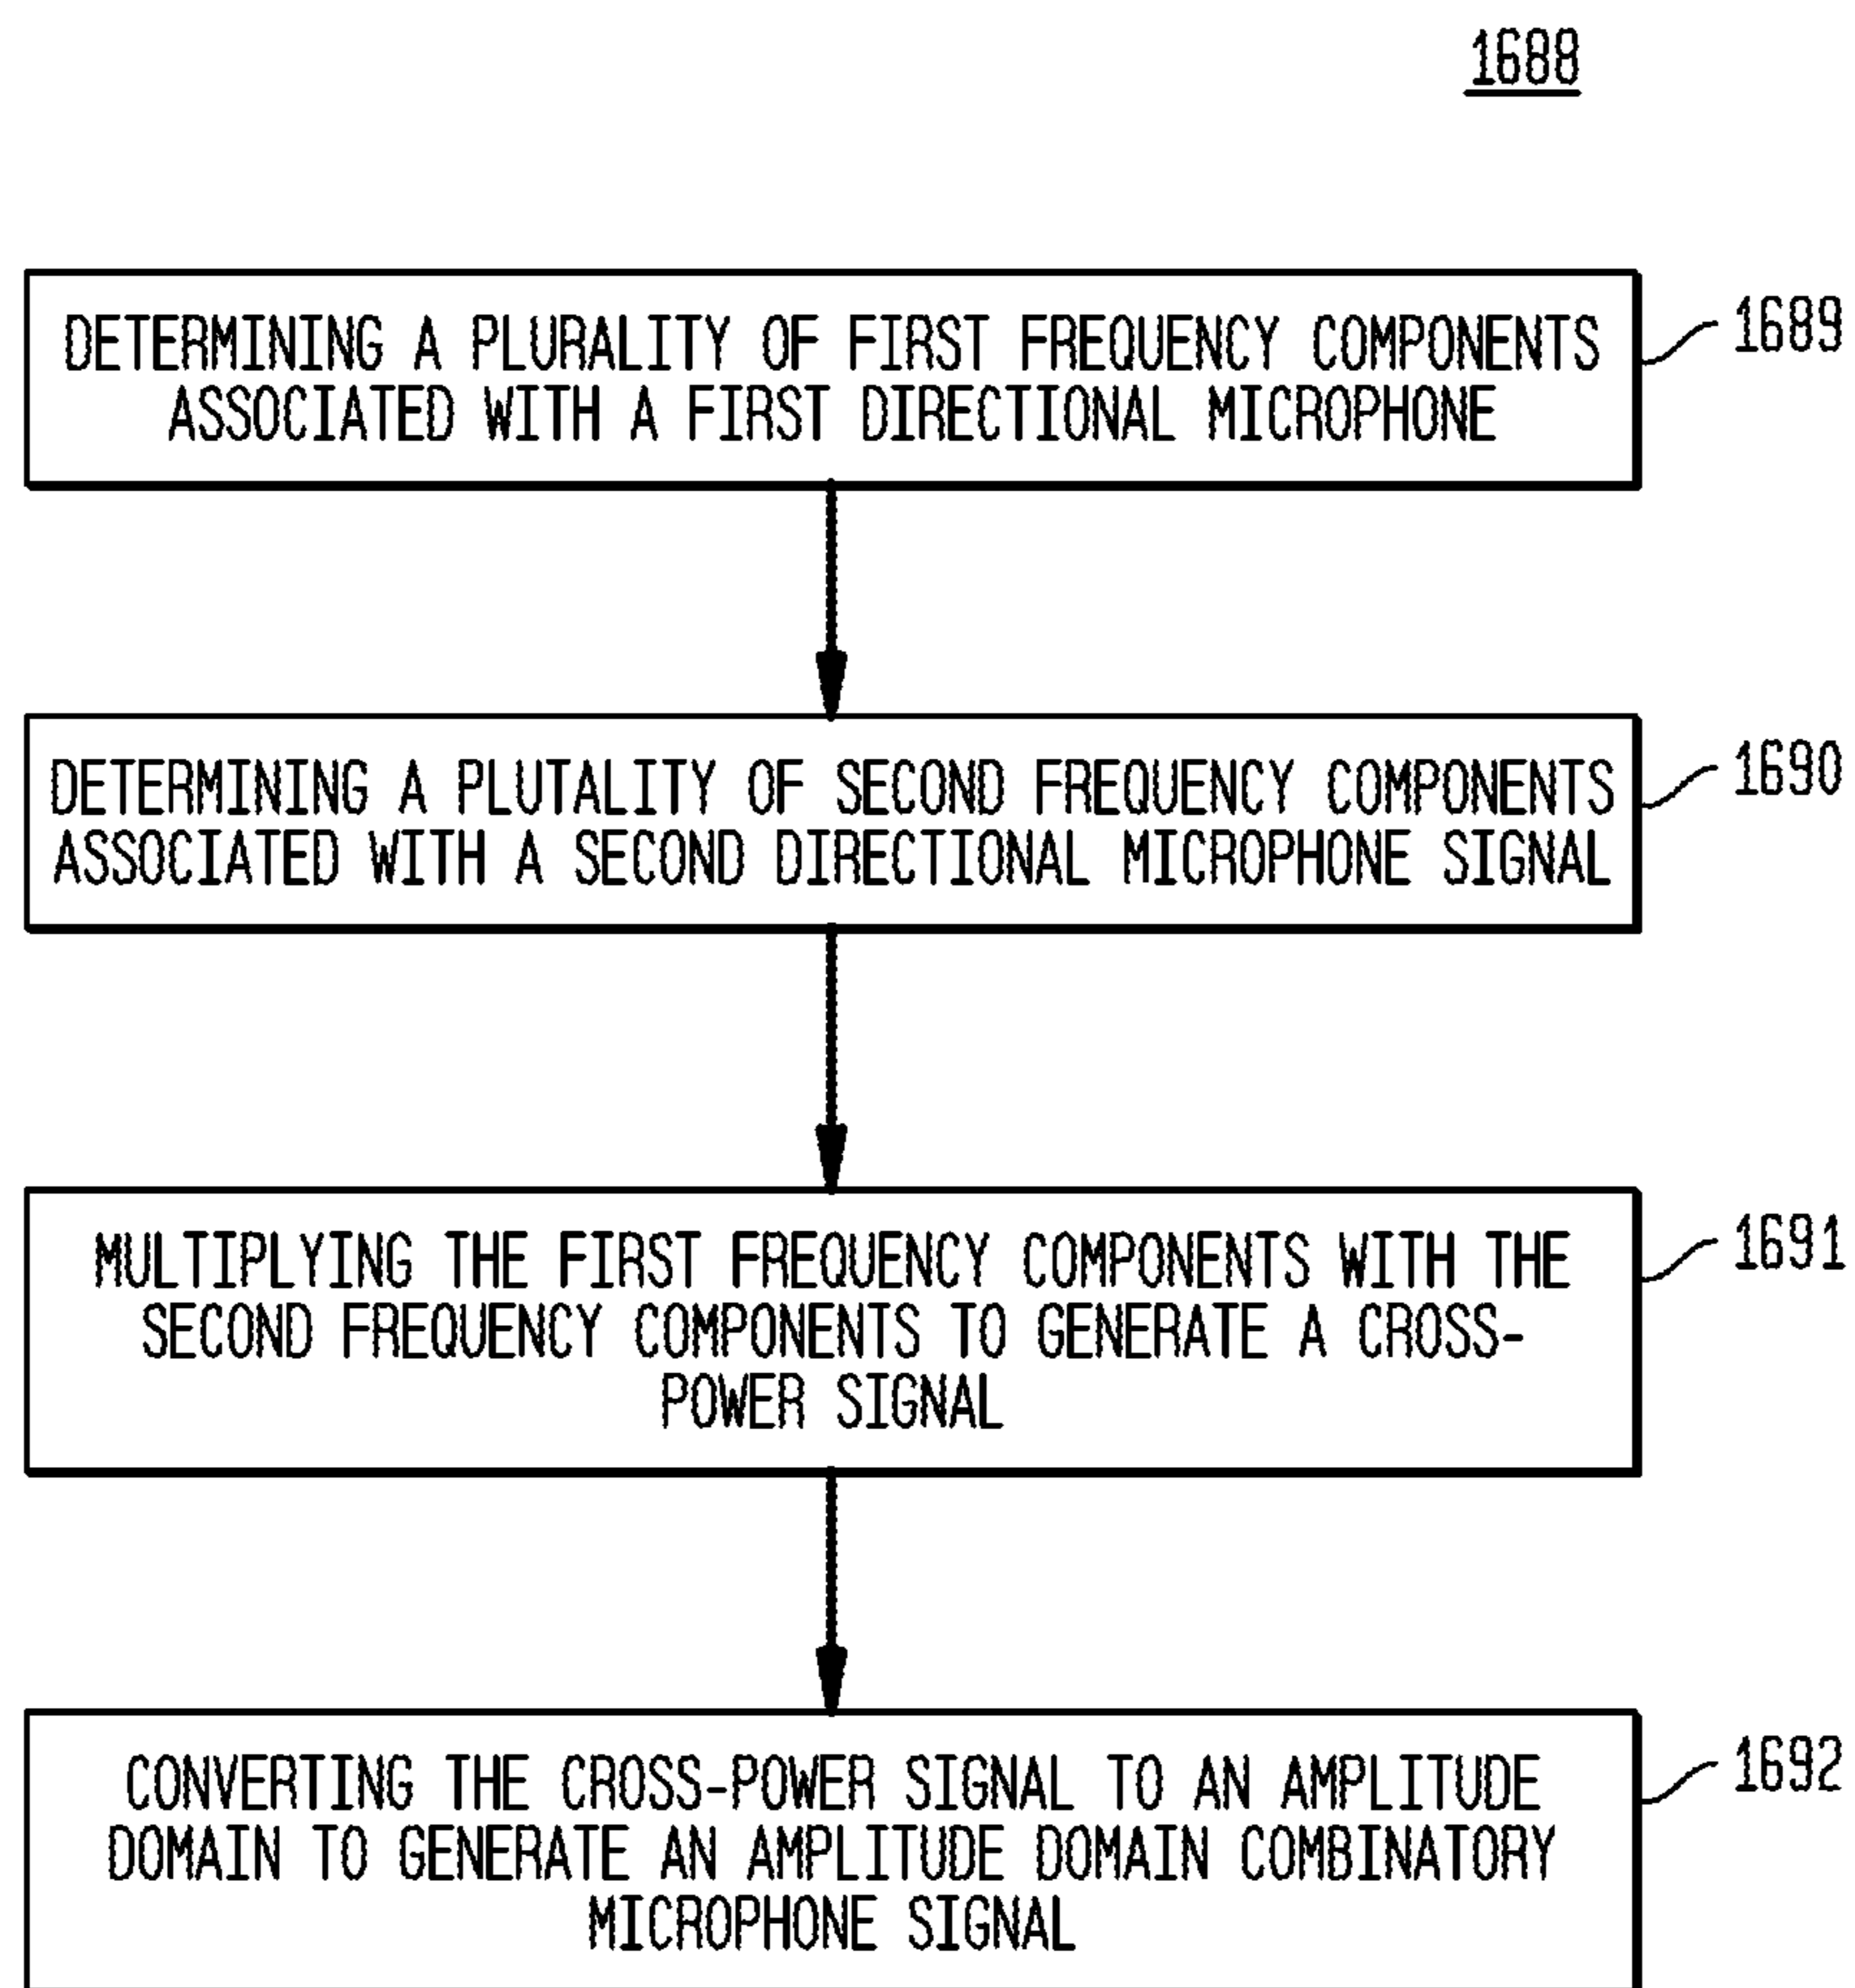 1688
DETERMINING A PLURALITY OF FIRST FREQUENCY COMPONENTS
ASSOCIATED WITH A FIRST DIRECTIONAL MICROPHONE
1689
DETERMINING A PLUTALITY OF SECOND FREQUENCY COMPONENTS
ASSOCIATED WITH A SECOND DIRECTIONAL MICROPHONE SIGNAL
1690
MULTIPLYING THE FIRST FREQUENCY COMPONENTS WITH THE
SECOND FREQUENCY COMPONENTS TO GENERATE A CROSS-
POWER SIGNAL
1691
CONVERTING THE CROSS-POWER SIGNAL TO AN AMPLITUDE
DOMAIN TO GENERATE AN AMPLITUDE DOMAIN COMBINATORY
MICROPHONE SIGNAL
1692